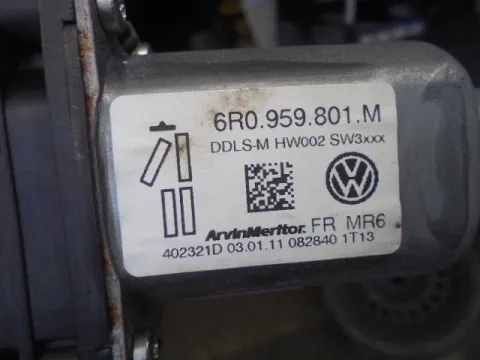 6R0.959.801.M
DDLS-M HW002 SW3xxx
ArvinMeritor. FR MR6
402321D 03.01.11 082840 1T13